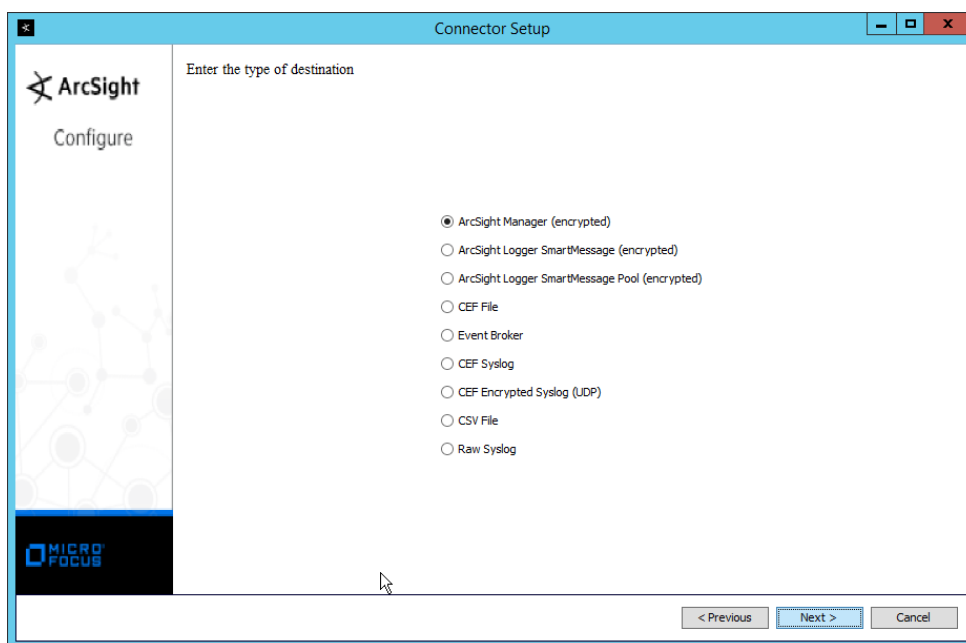 Connector Setup
ArcSight
Configure
Enter the type of destination
ArcSight Manager (encrypted)
ArcSight Logger SmartMessage (encrypted)
ArcSight Logger SmartMessage Pool (encrypted)
CEF File
Event Broker
CEF Syslog
CEF Encrypted Syslog (UDP)
CSV File
Raw Syslog
MICRO
FOCUS
< Previous
Next >
Cancel